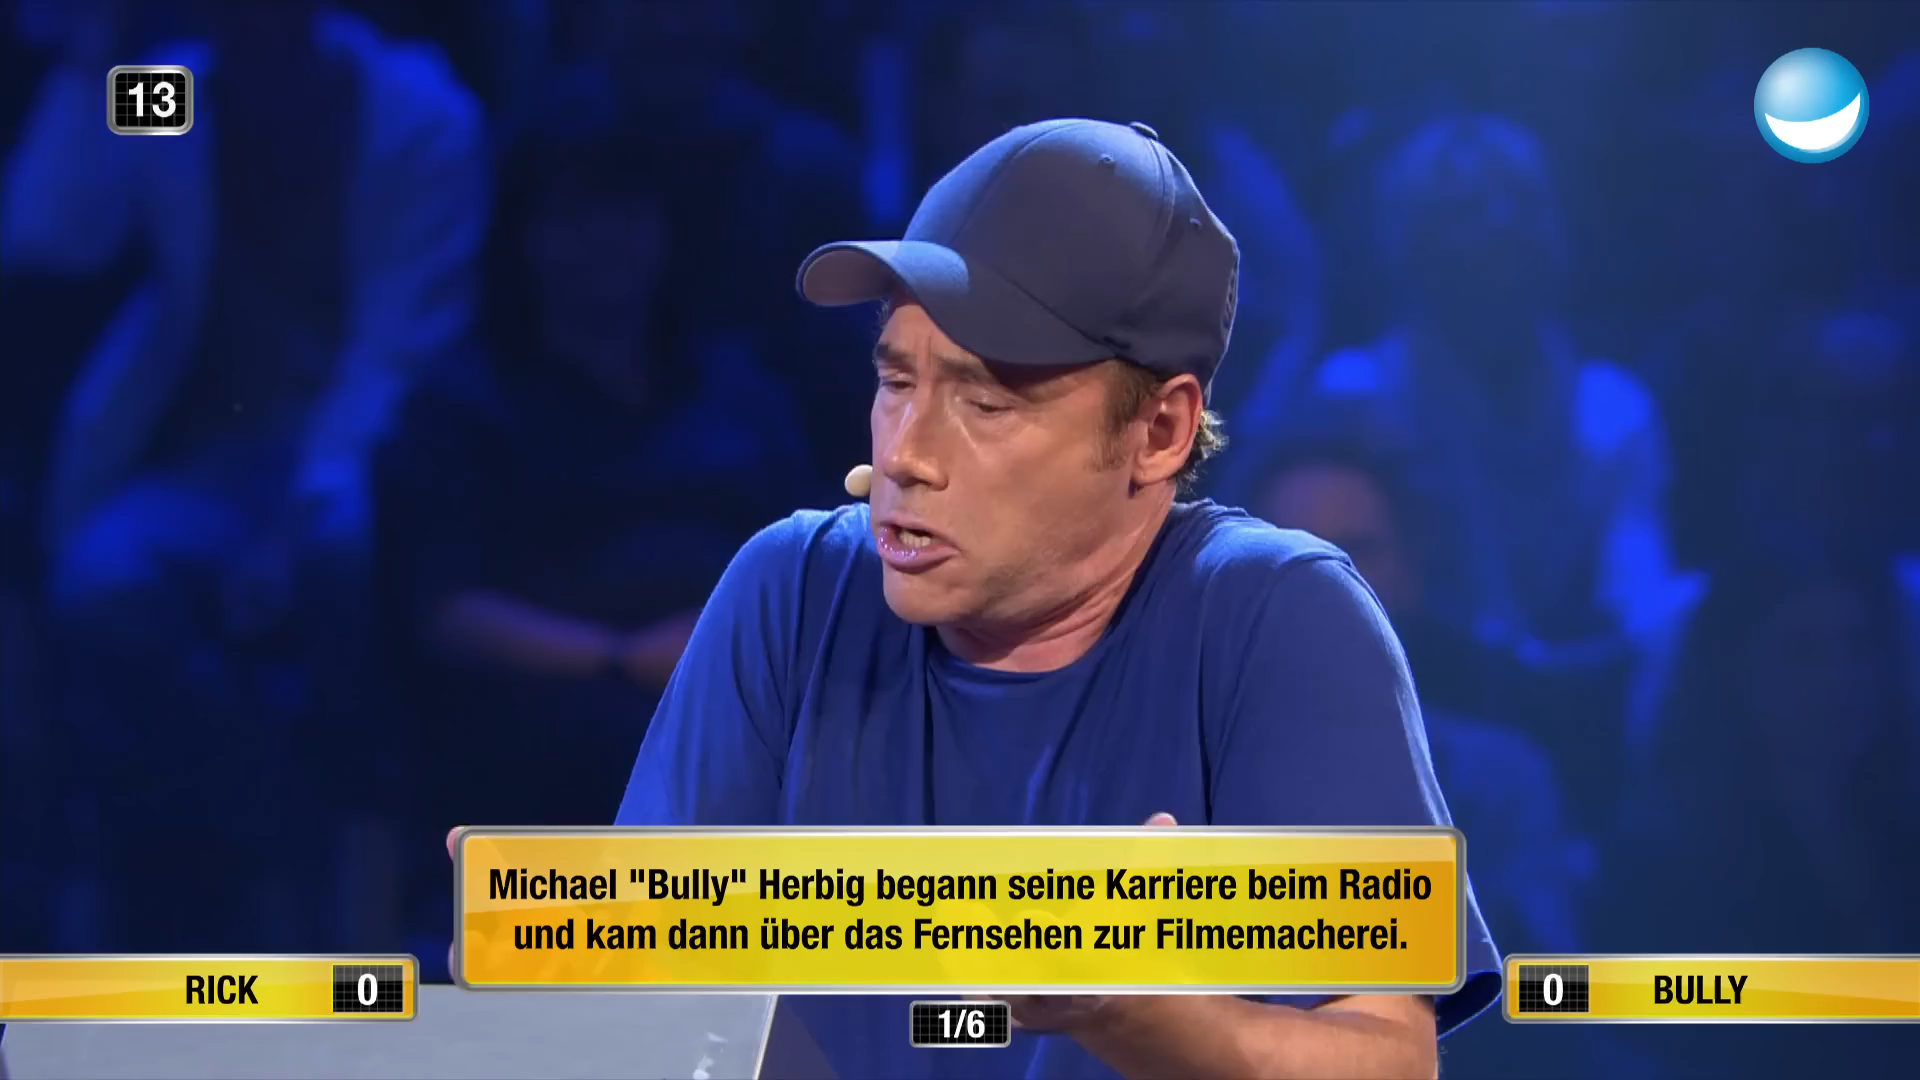 13
Michael "Bully" Herbig begann seine Karriere beim Radio
und kam dann über das Fernsehen zur Filmemacherei.
RICK 0
0 BULLY
1/6